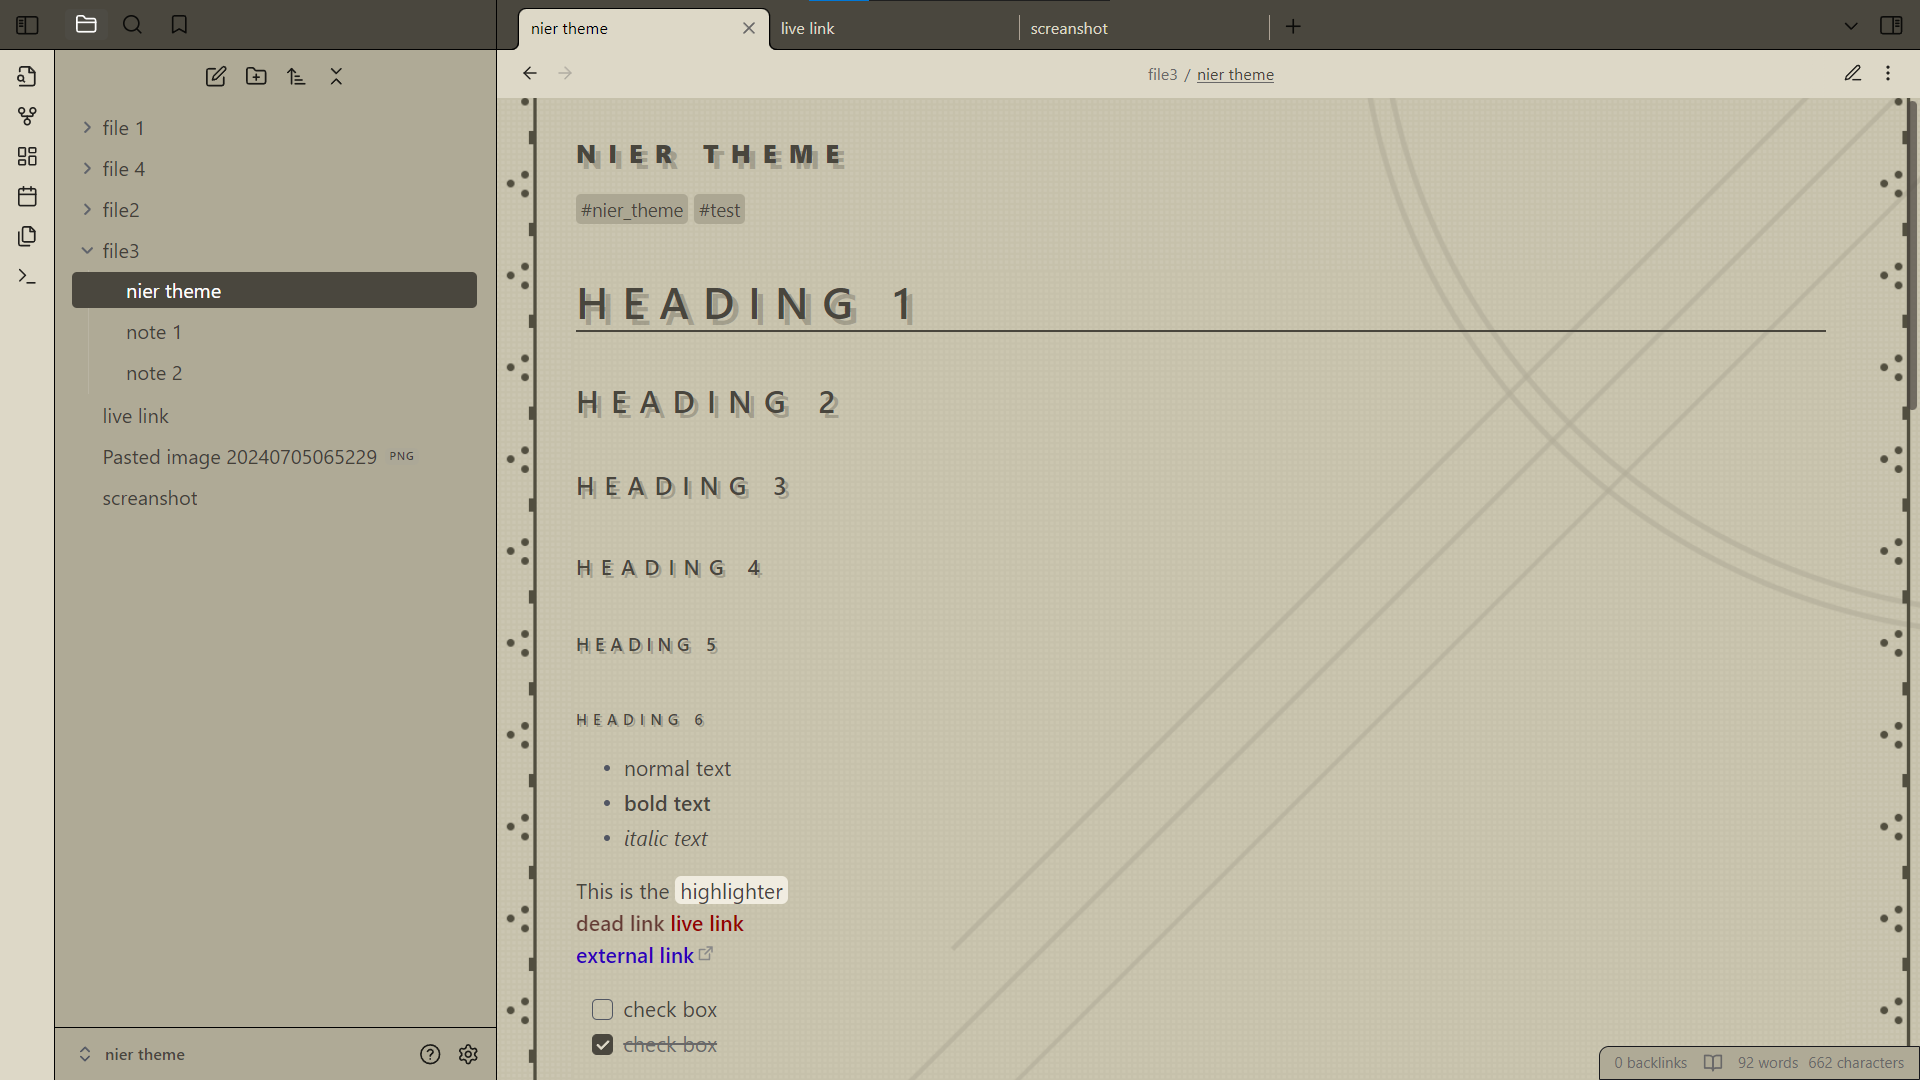 nier theme
live link
screanshot
file3 / nier theme
file 1
file 4
file2
file3
nier theme
note 1
note 2
live link
Pasted image 20240705065229 PNG
screanshot
nier theme
NIER THEME
#nier_theme #test
HEADING 1
HEADING 2
HEADING 3
HEADING 4
HEADING 5
HEADING 6
normal text
bold text
italic text
This is the highlighter
dead link live link
external link
check box
check box
0 backlinks 92 words 662 characters